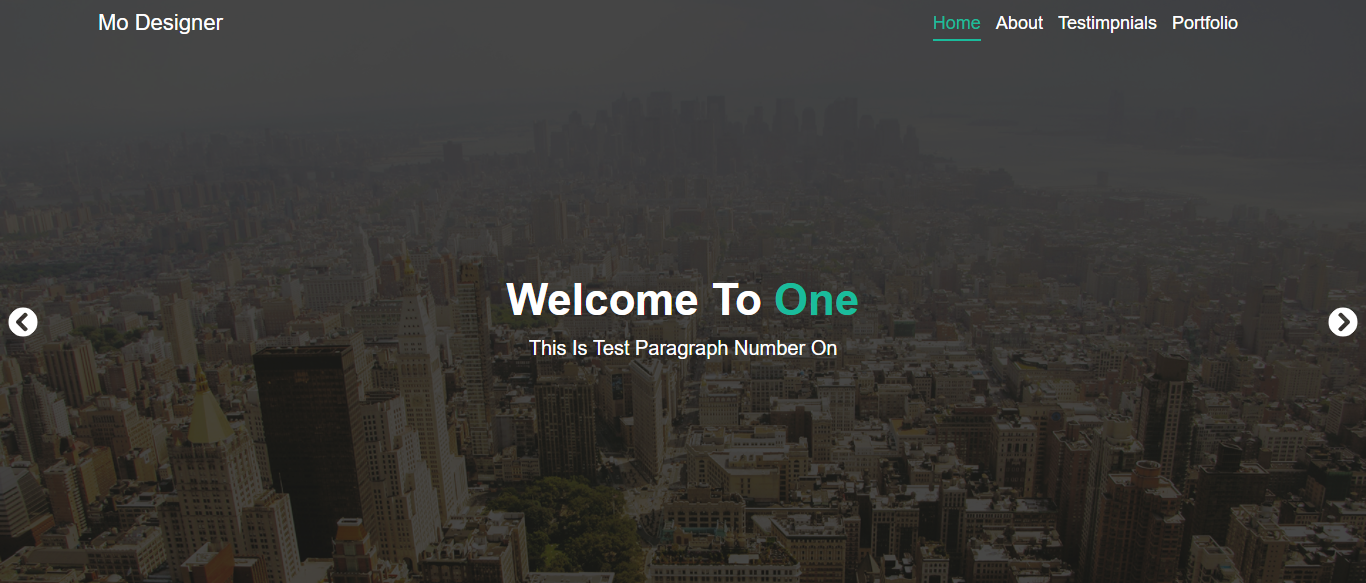 Mo Designer
Home About Testimpnials Portfolio
Welcome To One
This Is Test Paragraph Number On